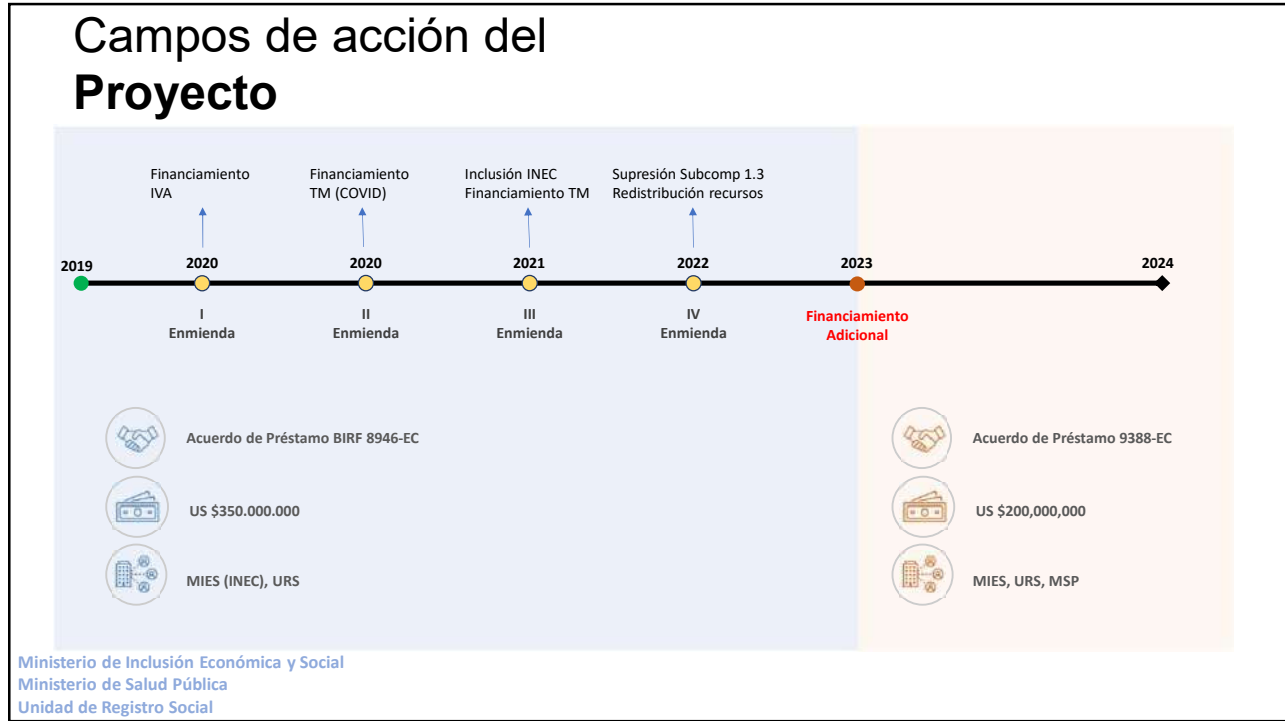 Campos de acción del
Proyecto
Financiamiento
IVA
Financiamiento
TM (COVID)
Inclusión INEC
Financiamiento TM
Supresión Subcomp 1.3
Redistribución recursos
2019
2020
2020
2021
2022
2023
2024
I
Enmienda
II
Enmienda
III
Enmienda
IV
Enmienda
Financiamiento
Adicional
Acuerdo de Préstamo BIRF 8946-EC
US $350.000.000
MIES (INEC), URS
Acuerdo de Préstamo 9388-EC
US $200,000,000
MIES, URS, MSP
Ministerio de Inclusión Económica y Social
Ministerio de Salud Pública
Unidad de Registro Social